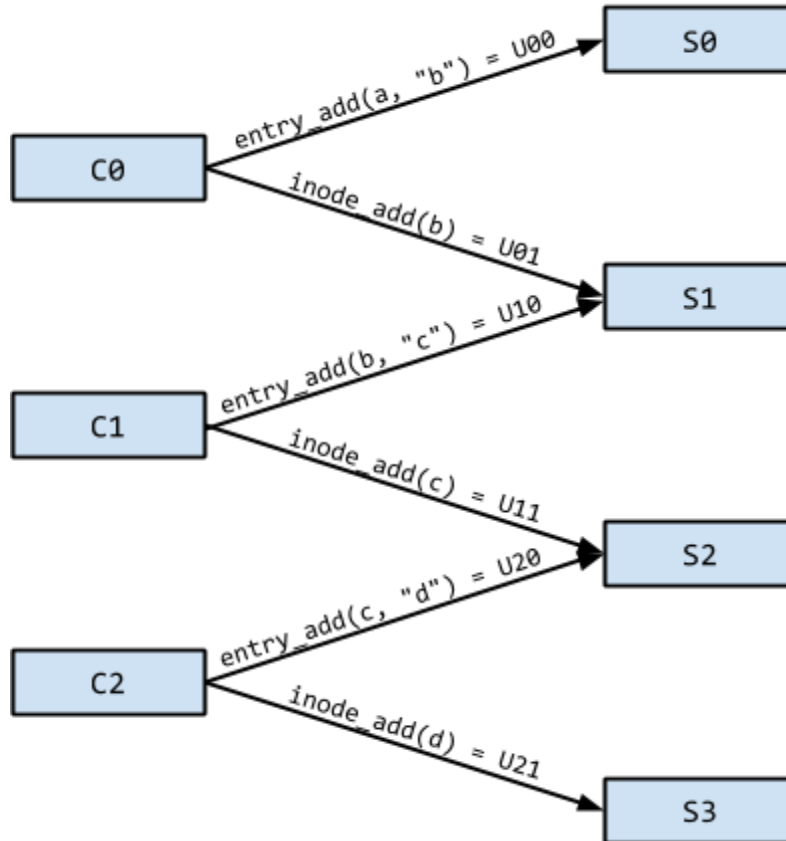 S0
entry_add(a, "b") = U00
C0
inode_add(b) = U01
S1
entry_add(b, "c") = U10
C1
inode_add(c) = U11
S2
entry_add(c, "d") = U20
C2
inode_add(d) = U21
S3